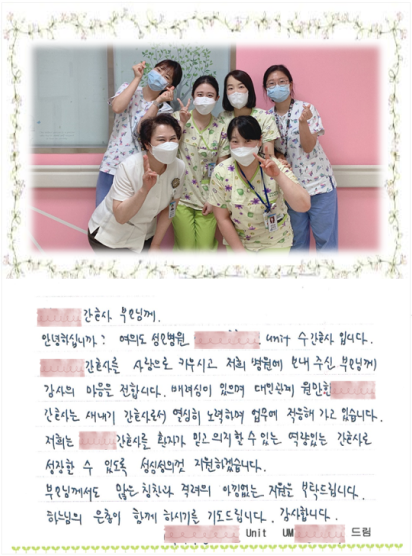 간호사 부모님께.
안녕하십니까? 여의도 성모병원 unit 수간호사 입니다.
간호사를 사랑으로 키우시고 저희 병원에 보내 주신 부모님께
감사의 마음을 전합니다. 배려심이 있으며 대인관계 원만한
간호사는 새내기 간호사로서 열심히 노력하며 업무에 적응해 가고 있습니다.
저희는 간호사를 환자가 믿고 의지할 수 있는 역량있는 간호사로
성장할 수 있도록 성심성의껏 지원하겠습니다.
부모님께서도 많은 칭찬과 격려의 아낌없는 지원을 부탁드립니다.
하느님의 은총이 함께 하시기를 기도드립니다. 감사합니다.
Unit UM 드림